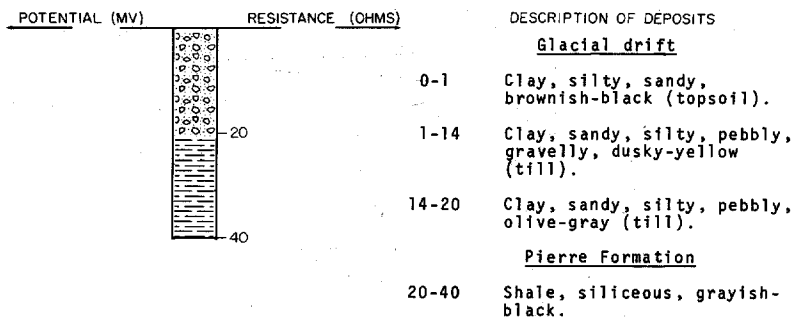 POTENTIAL (MV) RESISTANCE (OHMS) DESCRIPTION OF DEPOSITS
Glacial drift
0-1 Clay, silty, sandy,
brownish-black (topsoil).
20
1-14 Clay, sandy, silty, pebbly,
gravelly, dusky-yellow
(till).
14-20 Clay, sandy, silty, pebbly,
olive-gray (till).
40
Pierre Formation
20-40 Shale, siliceous, grayish-
black.